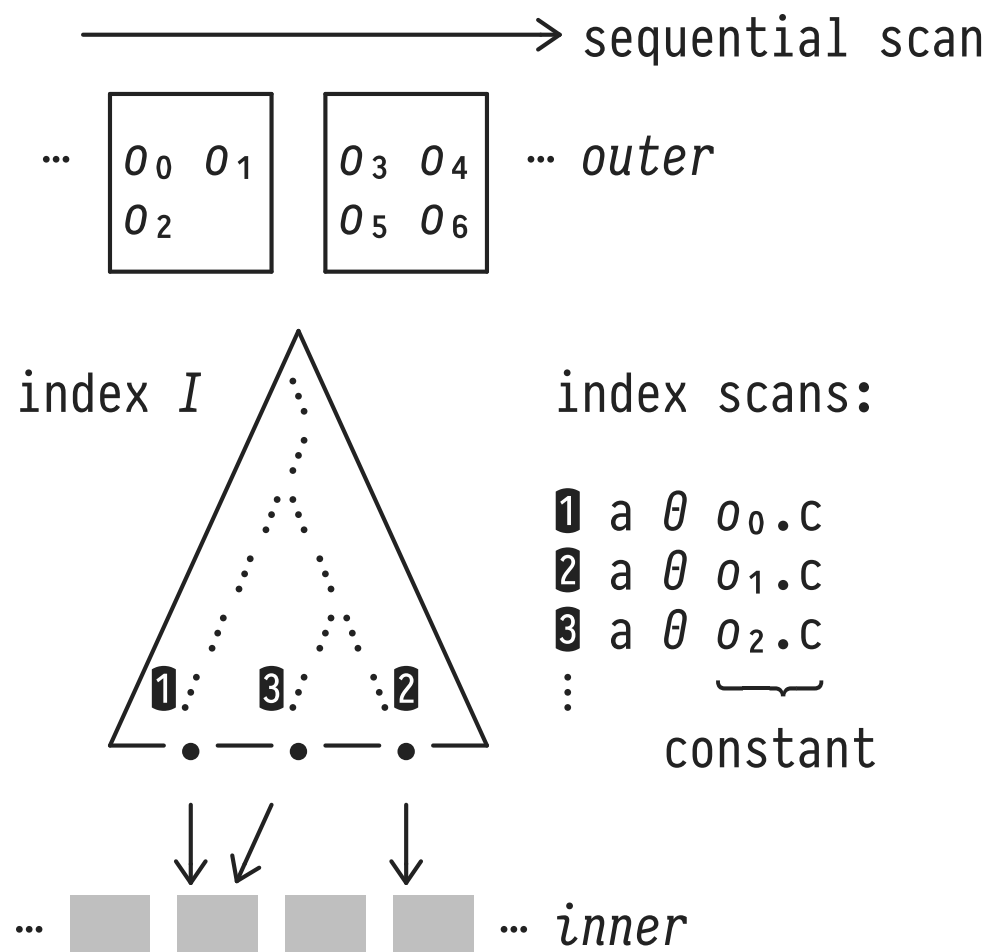 sequential scan
… o₀ o₁ o₃ o₄ … outer
o₂ o₅ o₆
index I index scans:
1 a θ o₀.c
2 a θ o₁.c
3 a θ o₂.c
1 3 2 ⋮
constant
… … inner